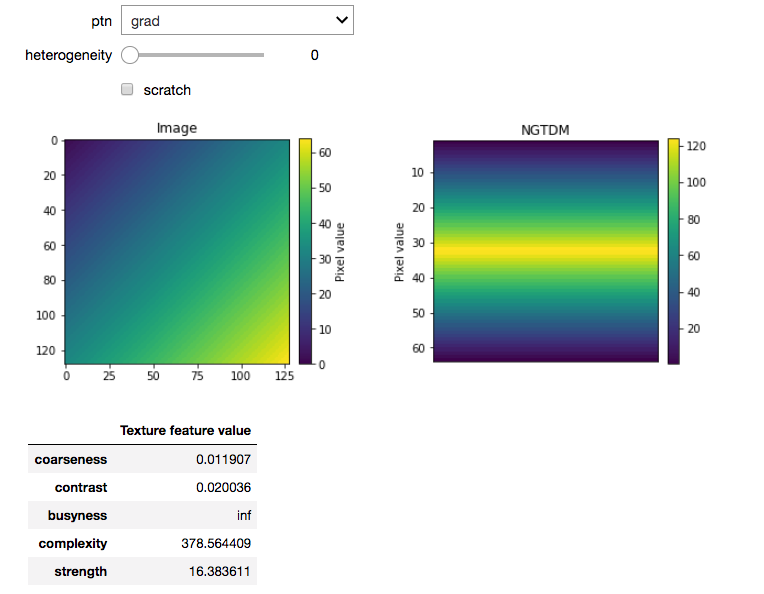 ptn grad
heterogeneity 0
scratch
Image
0
20
40
60
80
100
120
0 25 50 75 100 125
60
50
40
30
20
10
0
Pixel value
NGTDM
Pixel value
10
20
30
40
50
60
120
100
80
60
40
20
Texture feature value
coarseness 0.011907
contrast 0.020036
busyness inf
complexity 378.564409
strength 16.383611